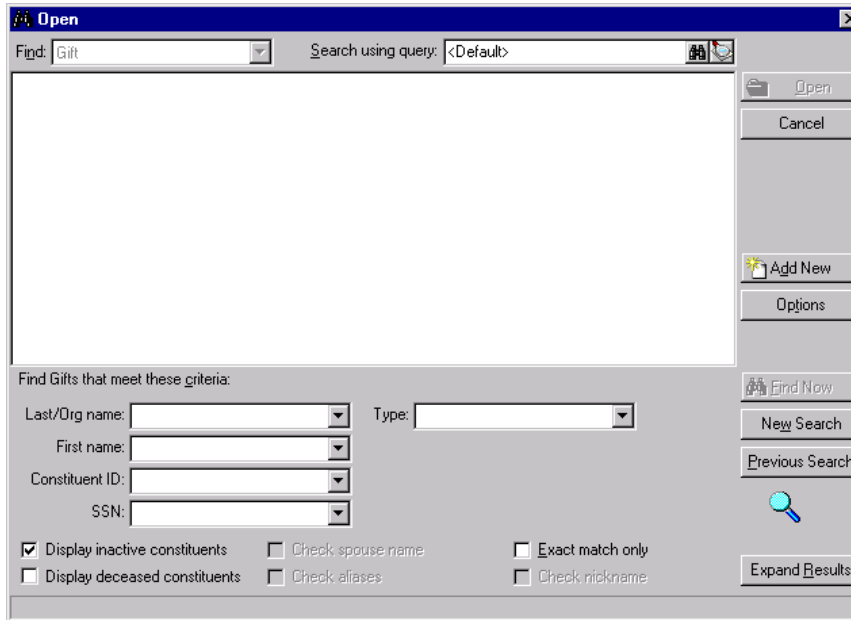 Open
Find: Gift Search using query: <Default>
Open
Cancel
Add New
Options
Find Gifts that meet these criteria:
Find Now
Last/Org name: Type:
New Search
First name:
Previous Search
Constituent ID:
SSN:
Display inactive constituents Check spouse name Exact match only
Display deceased constituents Check aliases Check nickname
Expand Results